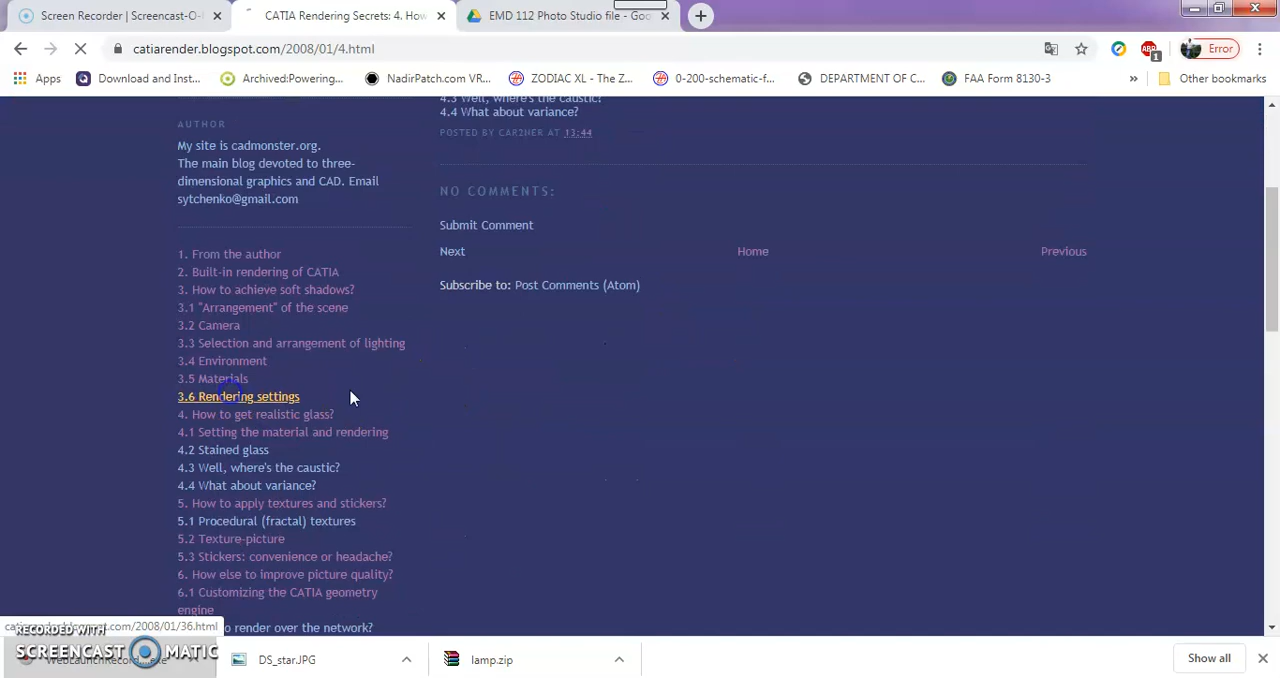 Screen Recorder | Screencast-O-
CATIA Rendering Secrets: 4. How
EMD 112 Photo Studio file - Goo
catiarender.blogspot.com/2008/01/4.html
Error
Apps
Download and Inst...
Archived:Powering...
NadirPatch.com VR...
ZODIAC XL - The Z...
0-200-schematic-f...
DEPARTMENT OF C...
FAA Form 8130-3
»
Other bookmarks
4.3 Well, where's the caustic?
4.4 What about variance?
POSTED BY CAR2NER AT 13:44
AUTHOR
My site is cadmonster.org.
The main blog devoted to three-
dimensional graphics and CAD. Email
sytchenko@gmail.com
NO COMMENTS:
Submit Comment
Next
Home
Previous
Subscribe to: Post Comments (Atom)
1. From the author
2. Built-in rendering of CATIA
3. How to achieve soft shadows?
3.1 "Arrangement" of the scene
3.2 Camera
3.3 Selection and arrangement of lighting
3.4 Environment
3.5 Materials
3.6 Rendering settings
4. How to get realistic glass?
4.1 Setting the material and rendering
4.2 Stained glass
4.3 Well, where's the caustic?
4.4 What about variance?
5. How to apply textures and stickers?
5.1 Procedural (fractal) textures
5.2 Texture-picture
5.3 Stickers: convenience or headache?
6. How else to improve picture quality?
6.1 Customizing the CATIA geometry
engine
to render over the network?
RECORDED WITH
SCREENCAST MATIC
DS_star.JPG
lamp.zip
Show all